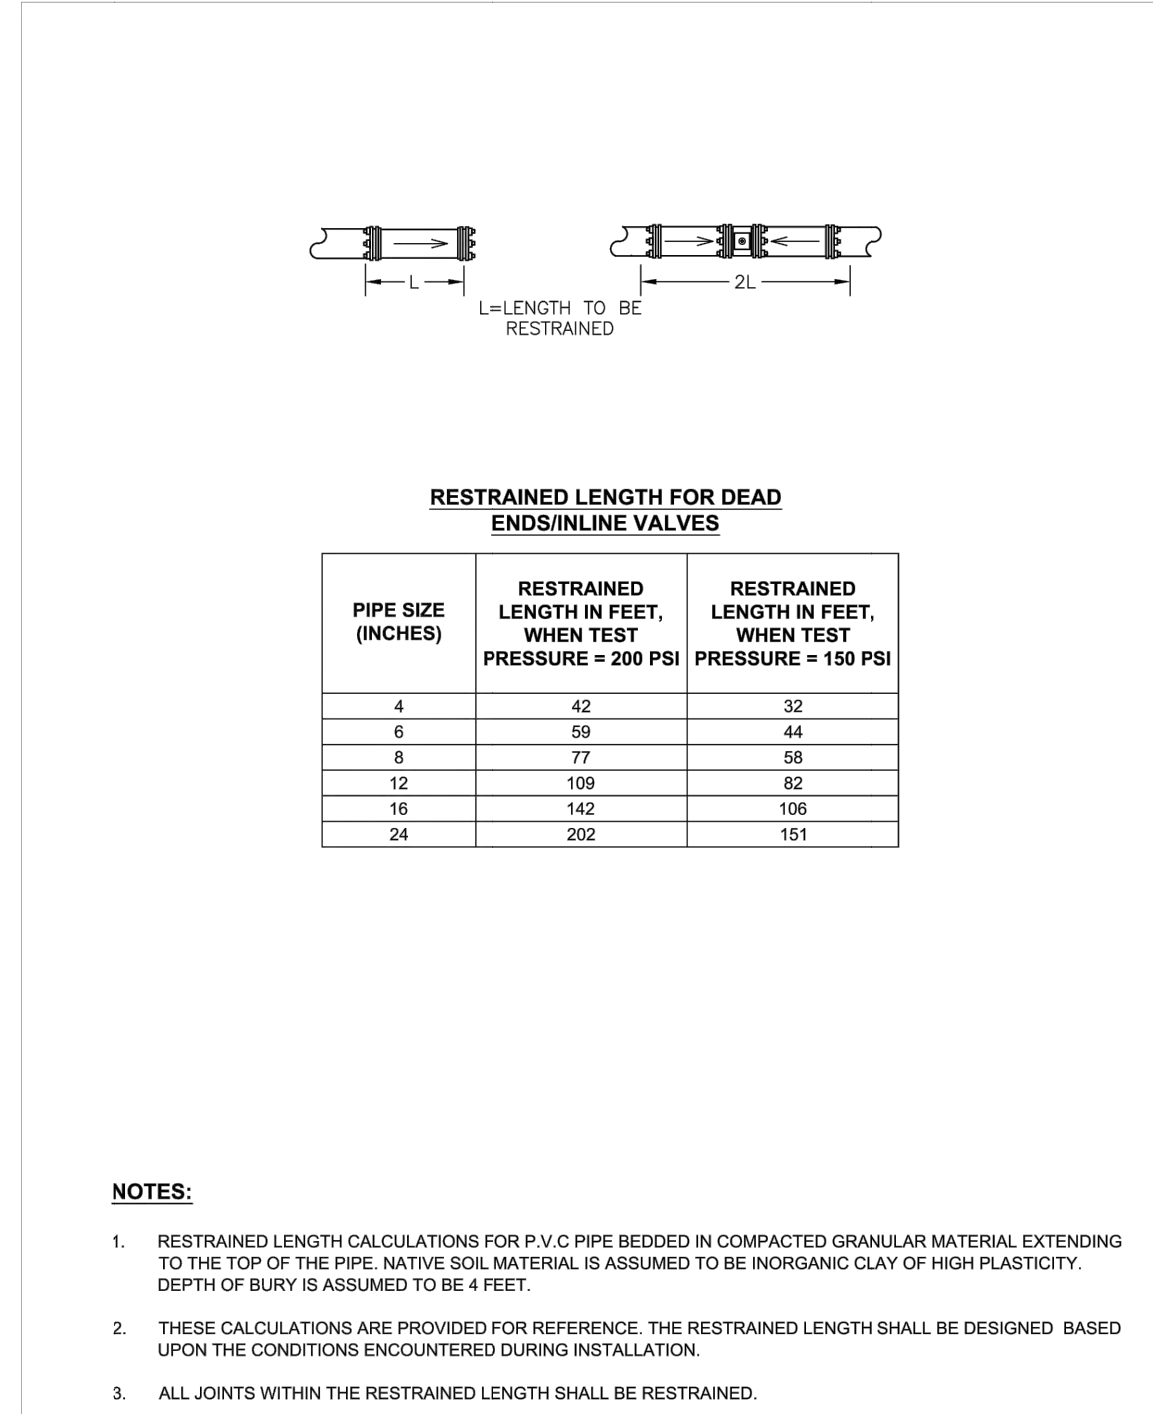 L
2L
L=LENGTH TO BE
RESTRAINED
RESTRAINED LENGTH FOR DEAD
ENDS/INLINE VALVES
PIPE SIZE
(INCHES)
RESTRAINED
LENGTH IN FEET,
WHEN TEST
PRESSURE = 200 PSI
RESTRAINED
LENGTH IN FEET,
WHEN TEST
PRESSURE = 150 PSI
4 42 32
6 59 44
8 77 58
12 109 82
16 142 106
24 202 151
NOTES:
1. RESTRAINED LENGTH CALCULATIONS FOR P.V.C PIPE BEDDED IN COMPACTED GRANULAR MATERIAL EXTENDING
TO THE TOP OF THE PIPE. NATIVE SOIL MATERIAL IS ASSUMED TO BE INORGANIC CLAY OF HIGH PLASTICITY.
DEPTH OF BURY IS ASSUMED TO BE 4 FEET.
2. THESE CALCULATIONS ARE PROVIDED FOR REFERENCE. THE RESTRAINED LENGTH SHALL BE DESIGNED BASED
UPON THE CONDITIONS ENCOUNTERED DURING INSTALLATION.
3. ALL JOINTS WITHIN THE RESTRAINED LENGTH SHALL BE RESTRAINED.